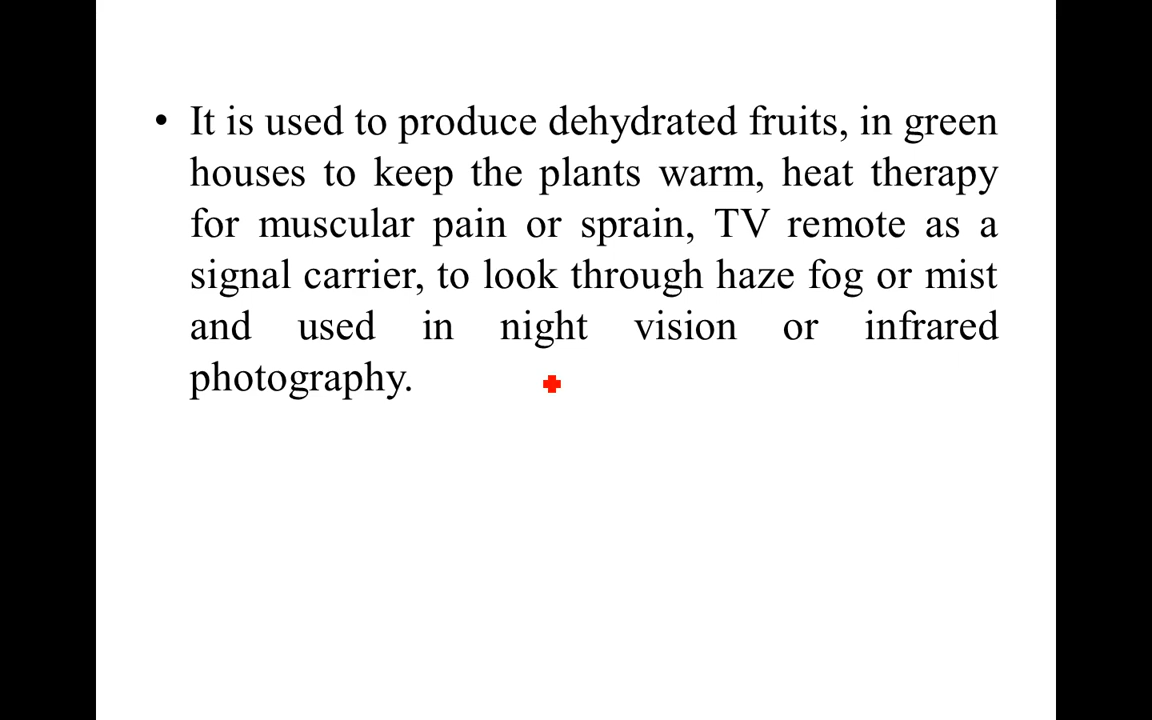 • It is used to produce dehydrated fruits, in green
houses to keep the plants warm, heat therapy
for muscular pain or sprain, TV remote as a
signal carrier, to look through haze fog or mist
and used in night vision or infrared
photography.